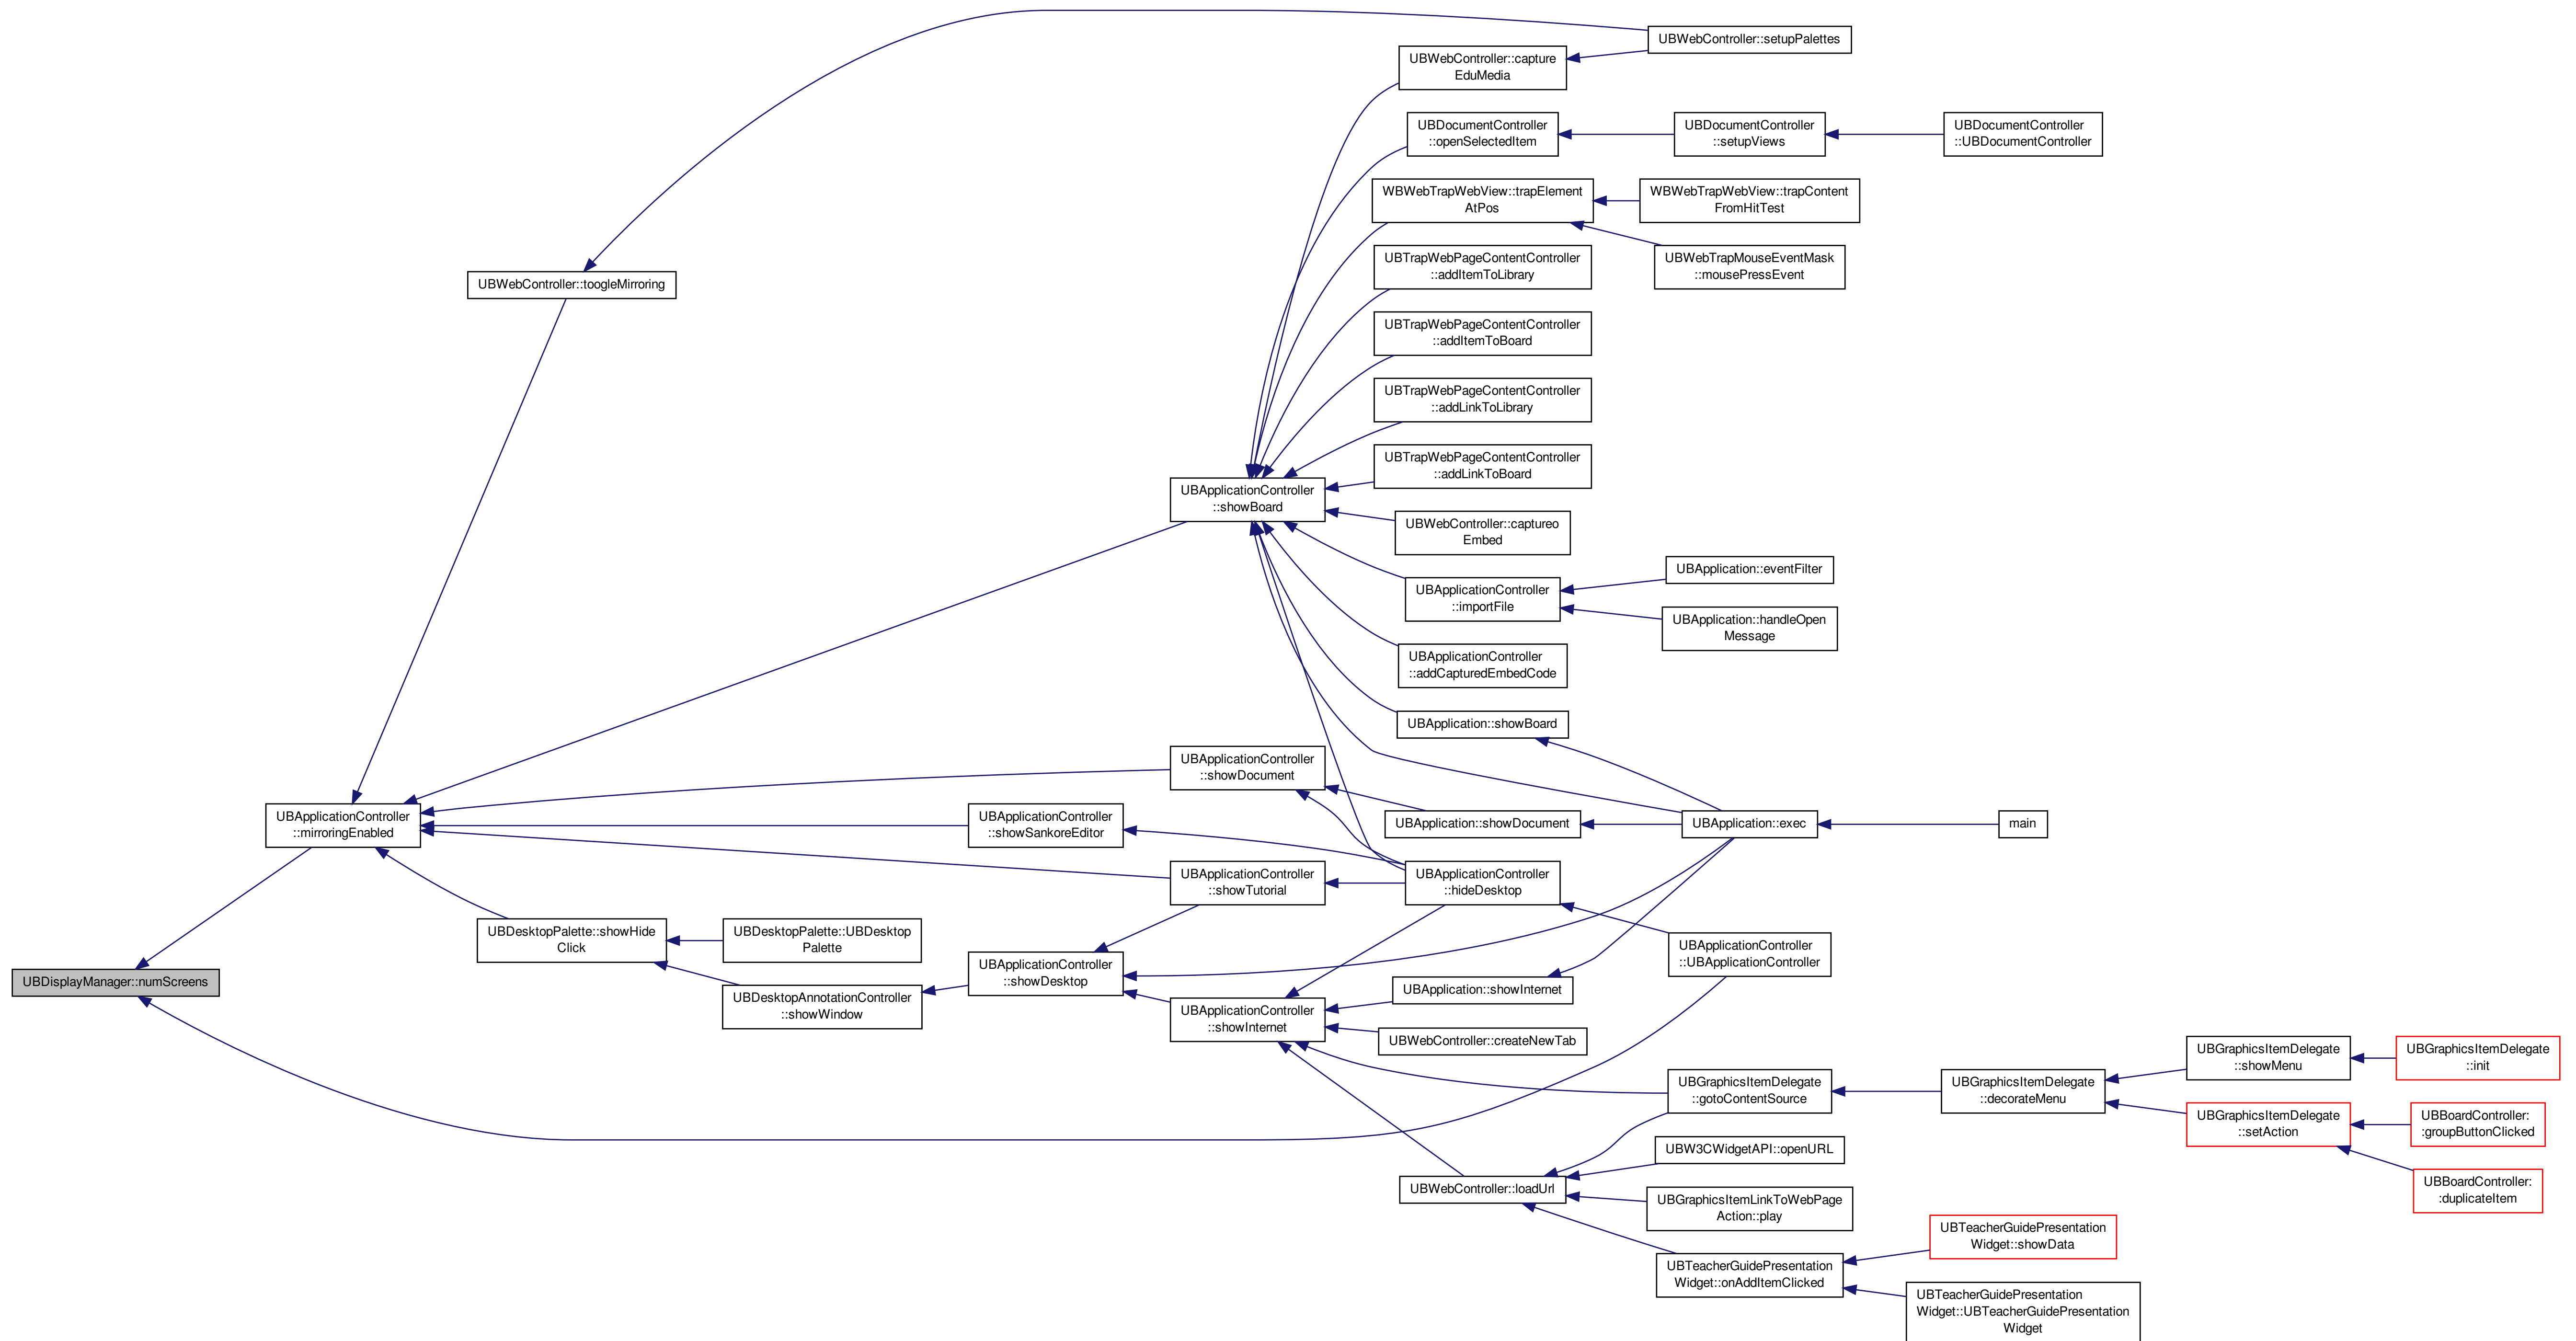 UBWebController::setupPalettes
UBWebController::capture
EduMedia
UBDocumentController
::openSelectedItem
UBDocumentController
::setupViews
UBDocumentController
::UBDocumentController
WBWebTrapWebView::trapElement
AtPos
WBWebTrapWebView::trapContent
FromHitTest
UBWebTrapMouseEventMask
::mousePressEvent
UBTrapWebPageContentController
::addItemToLibrary
UBWebController::toogleMirroring
UBTrapWebPageContentController
::addItemToBoard
UBTrapWebPageContentController
::addLinkToLibrary
UBTrapWebPageContentController
::addLinkToBoard
UBApplicationController
::showBoard
UBWebController::captureo
Embed
UBApplication::eventFilter
UBApplicationController
::importFile
UBApplication::handleOpen
Message
UBApplicationController
::addCapturedEmbedCode
UBApplication::showBoard
UBApplicationController
::showDocument
UBApplicationController
::mirroringEnabled
UBApplicationController
::showSankoreEditor
UBApplication::showDocument
UBApplication::exec
main
UBApplicationController
::showTutorial
UBApplicationController
::hideDesktop
UBDesktopPalette::showHide
Click
UBDesktopPalette::UBDesktop
Palette
UBApplicationController
::UBApplicationController
UBDisplayManager::numScreens
UBApplicationController
::showDesktop
UBDesktopAnnotationController
::showWindow
UBApplication::showInternet
UBApplicationController
::showInternet
UBWebController::createNewTab
UBGraphicsItemDelegate
::showMenu
UBGraphicsItemDelegate
::init
UBGraphicsItemDelegate
::gotoContentSource
UBGraphicsItemDelegate
::decorateMenu
UBGraphicsItemDelegate
::setAction
UBBoardController:
:groupButtonClicked
UBW3CWidgetAPI::openURL
UBWebController::loadUrl
UBBoardController:
:duplicateItem
UBGraphicsItemLinkToWebPage
Action::play
UBTeacherGuidePresentation
Widget::showData
UBTeacherGuidePresentation
Widget::onAddItemClicked
UBTeacherGuidePresentation
Widget::UBTeacherGuidePresentation
Widget